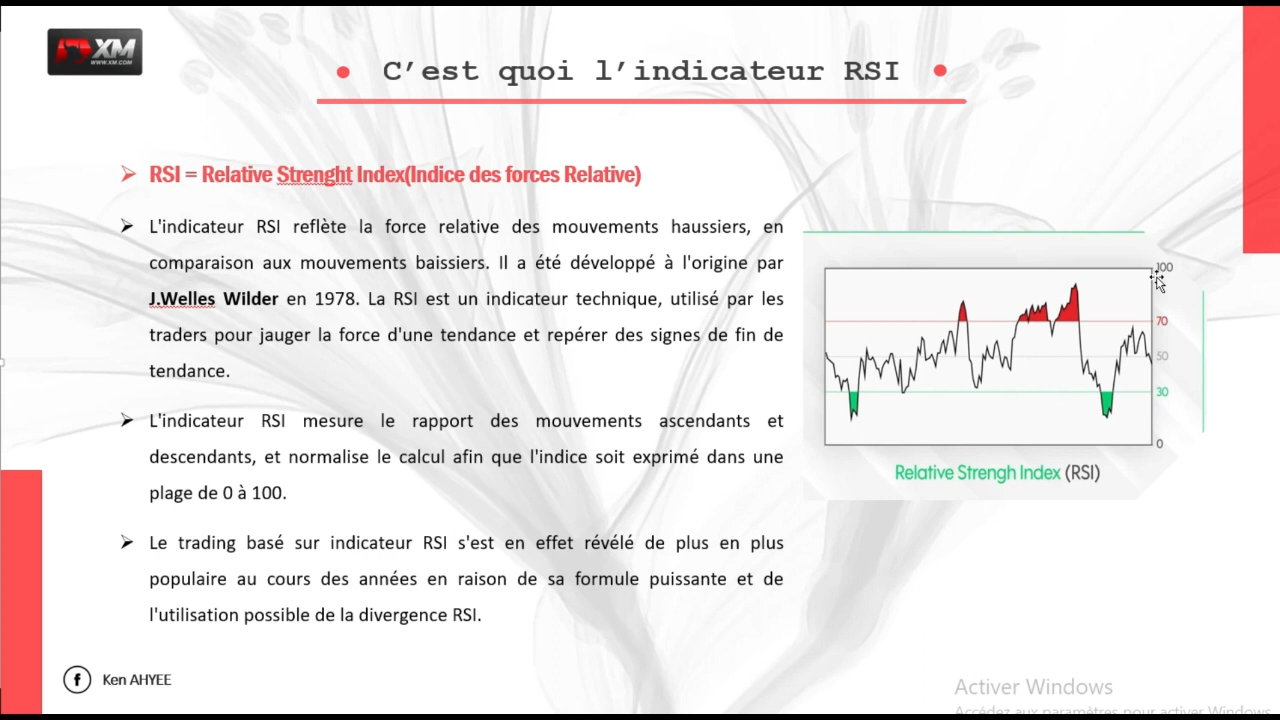 XM
WWW.XM.COM
C’est quoi l’indicateur RSI
RSI = Relative Strenght Index(Indice des forces Relative)
L'indicateur RSI reflète la force relative des mouvements haussiers, en
comparaison aux mouvements baissiers. Il a été développé à l'origine par
J.Welles Wilder en 1978. La RSI est un indicateur technique, utilisé par les
traders pour jauger la force d'une tendance et repérer des signes de fin de
tendance.
L'indicateur RSI mesure le rapport des mouvements ascendants et
descendants, et normalise le calcul afin que l'indice soit exprimé dans une
plage de 0 à 100.
Le trading basé sur indicateur RSI s'est en effet révélé de plus en plus
populaire au cours des années en raison de sa formule puissante et de
l'utilisation possible de la divergence RSI.
100
70
50
30
0
Relative Strengh Index (RSI)
f
Ken AHYEE
Activer Windows
Accédez aux paramètres pour activer Windows